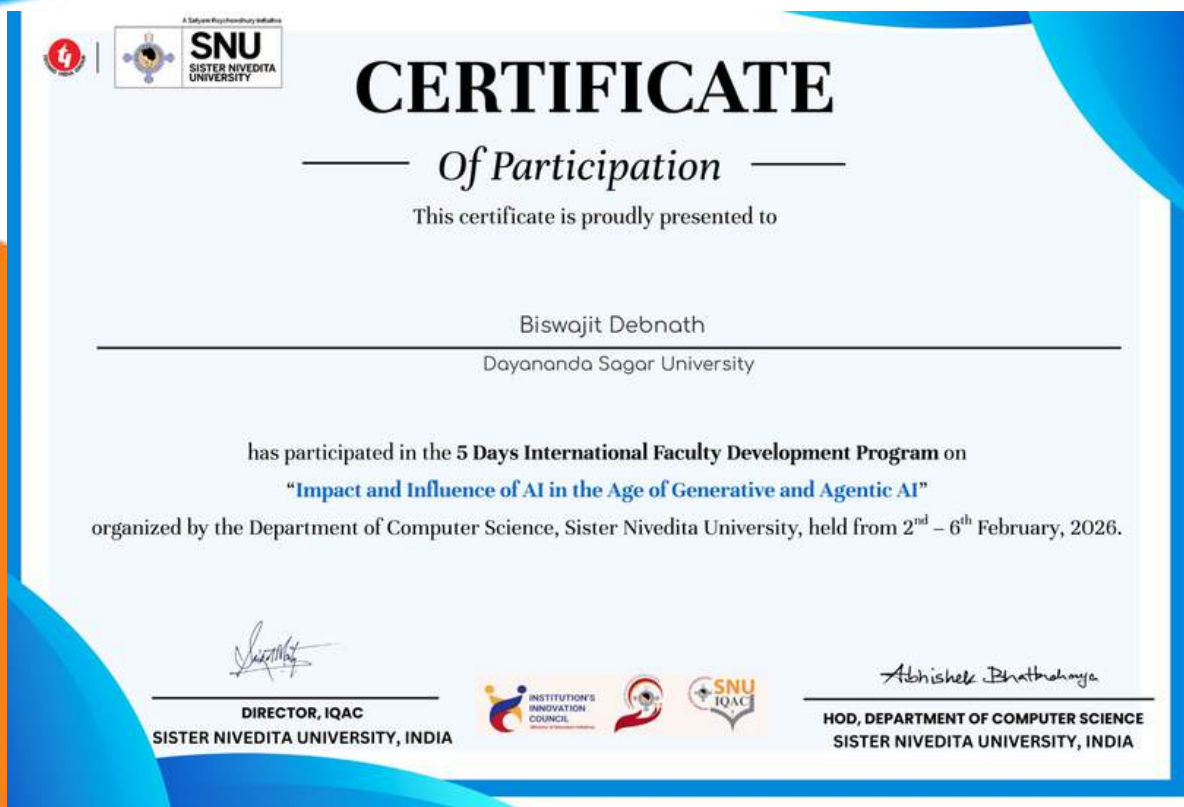 A Satyam Roychowdhury Initiative
SNU
SISTER NIVEDITA
UNIVERSITY
CERTIFICATE
Of Participation
This certificate is proudly presented to
Biswajit Debnath
Dayananda Sagar University
has participated in the 5 Days International Faculty Development Program on
“Impact and Influence of AI in the Age of Generative and Agentic AI”
organized by the Department of Computer Science, Sister Nivedita University, held from 2nd – 6th February, 2026.
Abhishek Bhattacharya
INSTITUTION'S
INNOVATION
COUNCIL
SNU
IQAC
DIRECTOR, IQAC
SISTER NIVEDITA UNIVERSITY, INDIA
HOD, DEPARTMENT OF COMPUTER SCIENCE
SISTER NIVEDITA UNIVERSITY, INDIA